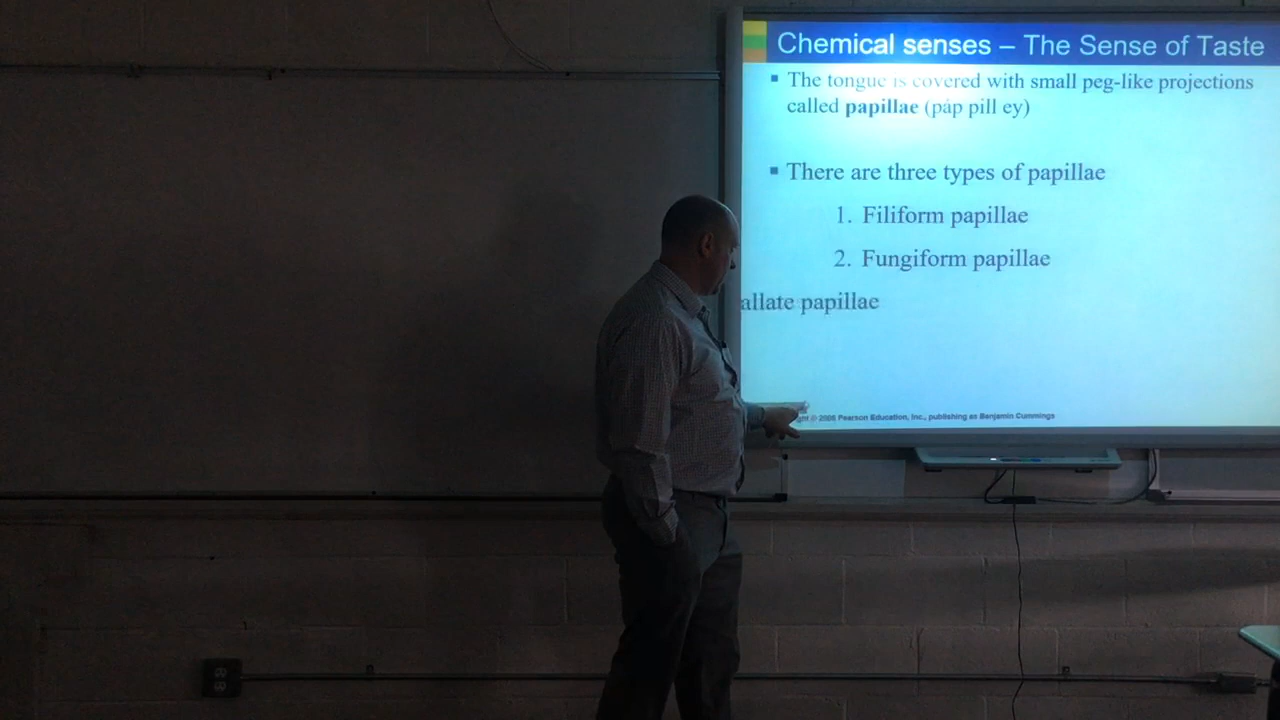 Chemical senses – The Sense of Taste
▪ The tongue is covered with small peg-like projections
called papillae (pap pill ey)
▪ There are three types of papillae
1. Filiform papillae
2. Fungiform papillae
allate papillae
© 2006 Pearson Education, Inc., publishing as Benjamin Cummings